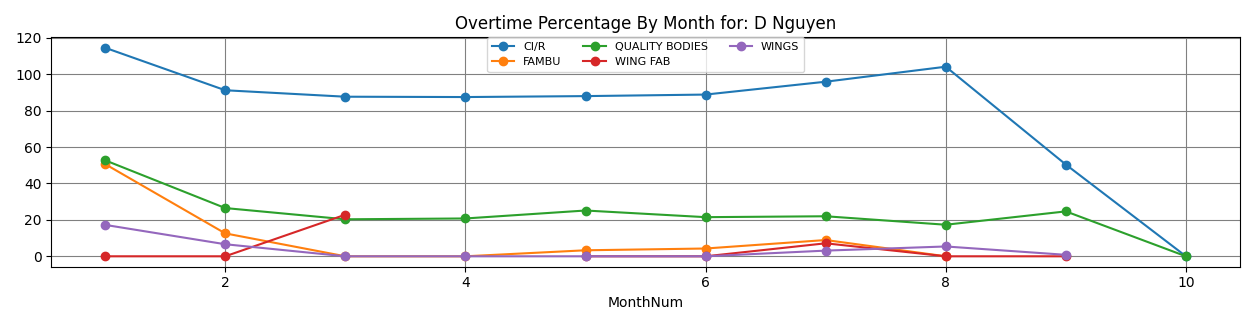 Overtime Percentage By Month for: D Nguyen
CI/R QUALITY BODIES WINGS
FAMBU WING FAB
120
100
80
60
40
20
0
2 4 6 8 10
MonthNum